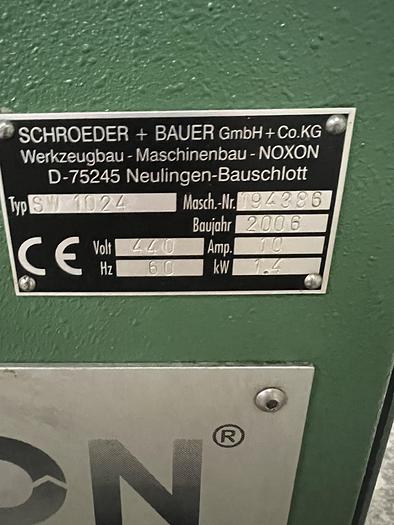 SCHROEDER + BAUER GmbH + Co.KG
Werkzeugbau - Maschinenbau - NOXON
D-75245 Neulingen-Bauschlott
Typ SW 1024 Masch.-Nr. 194386
Baujahr 2006
CE Volt 440 Amp. 10
Hz 60 kW 1.4
ON®